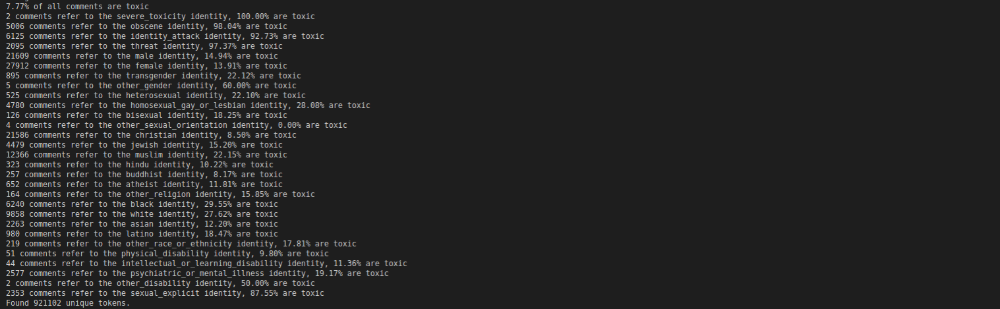 7.77% of all comments are toxic
2 comments refer to the severe_toxicity identity, 100.00% are toxic
5006 comments refer to the obscene identity, 98.04% are toxic
6125 comments refer to the identity_attack identity, 92.73% are toxic
2095 comments refer to the threat identity, 97.37% are toxic
21609 comments refer to the male identity, 14.94% are toxic
27912 comments refer to the female identity, 13.91% are toxic
895 comments refer to the transgender identity, 22.12% are toxic
5 comments refer to the other_gender identity, 60.00% are toxic
525 comments refer to the heterosexual identity, 22.10% are toxic
4780 comments refer to the homosexual_gay_or_lesbian identity, 28.08% are toxic
126 comments refer to the bisexual identity, 18.25% are toxic
4 comments refer to the other_sexual_orientation identity, 0.00% are toxic
21586 comments refer to the christian identity, 8.50% are toxic
4479 comments refer to the jewish identity, 15.20% are toxic
12366 comments refer to the muslim identity, 22.15% are toxic
323 comments refer to the hindu identity, 10.22% are toxic
257 comments refer to the buddhist identity, 8.17% are toxic
652 comments refer to the atheist identity, 11.81% are toxic
164 comments refer to the other_religion identity, 15.85% are toxic
6240 comments refer to the black identity, 29.55% are toxic
9858 comments refer to the white identity, 27.62% are toxic
2263 comments refer to the asian identity, 12.20% are toxic
980 comments refer to the latino identity, 18.47% are toxic
219 comments refer to the other_race_or_ethnicity identity, 17.81% are toxic
51 comments refer to the physical_disability identity, 9.80% are toxic
44 comments refer to the intellectual_or_learning_disability identity, 11.36% are toxic
2577 comments refer to the psychiatric_or_mental_illness identity, 19.17% are toxic
2 comments refer to the other_disability identity, 50.00% are toxic
2353 comments refer to the sexual_explicit identity, 87.55% are toxic
Found 921102 unique tokens.